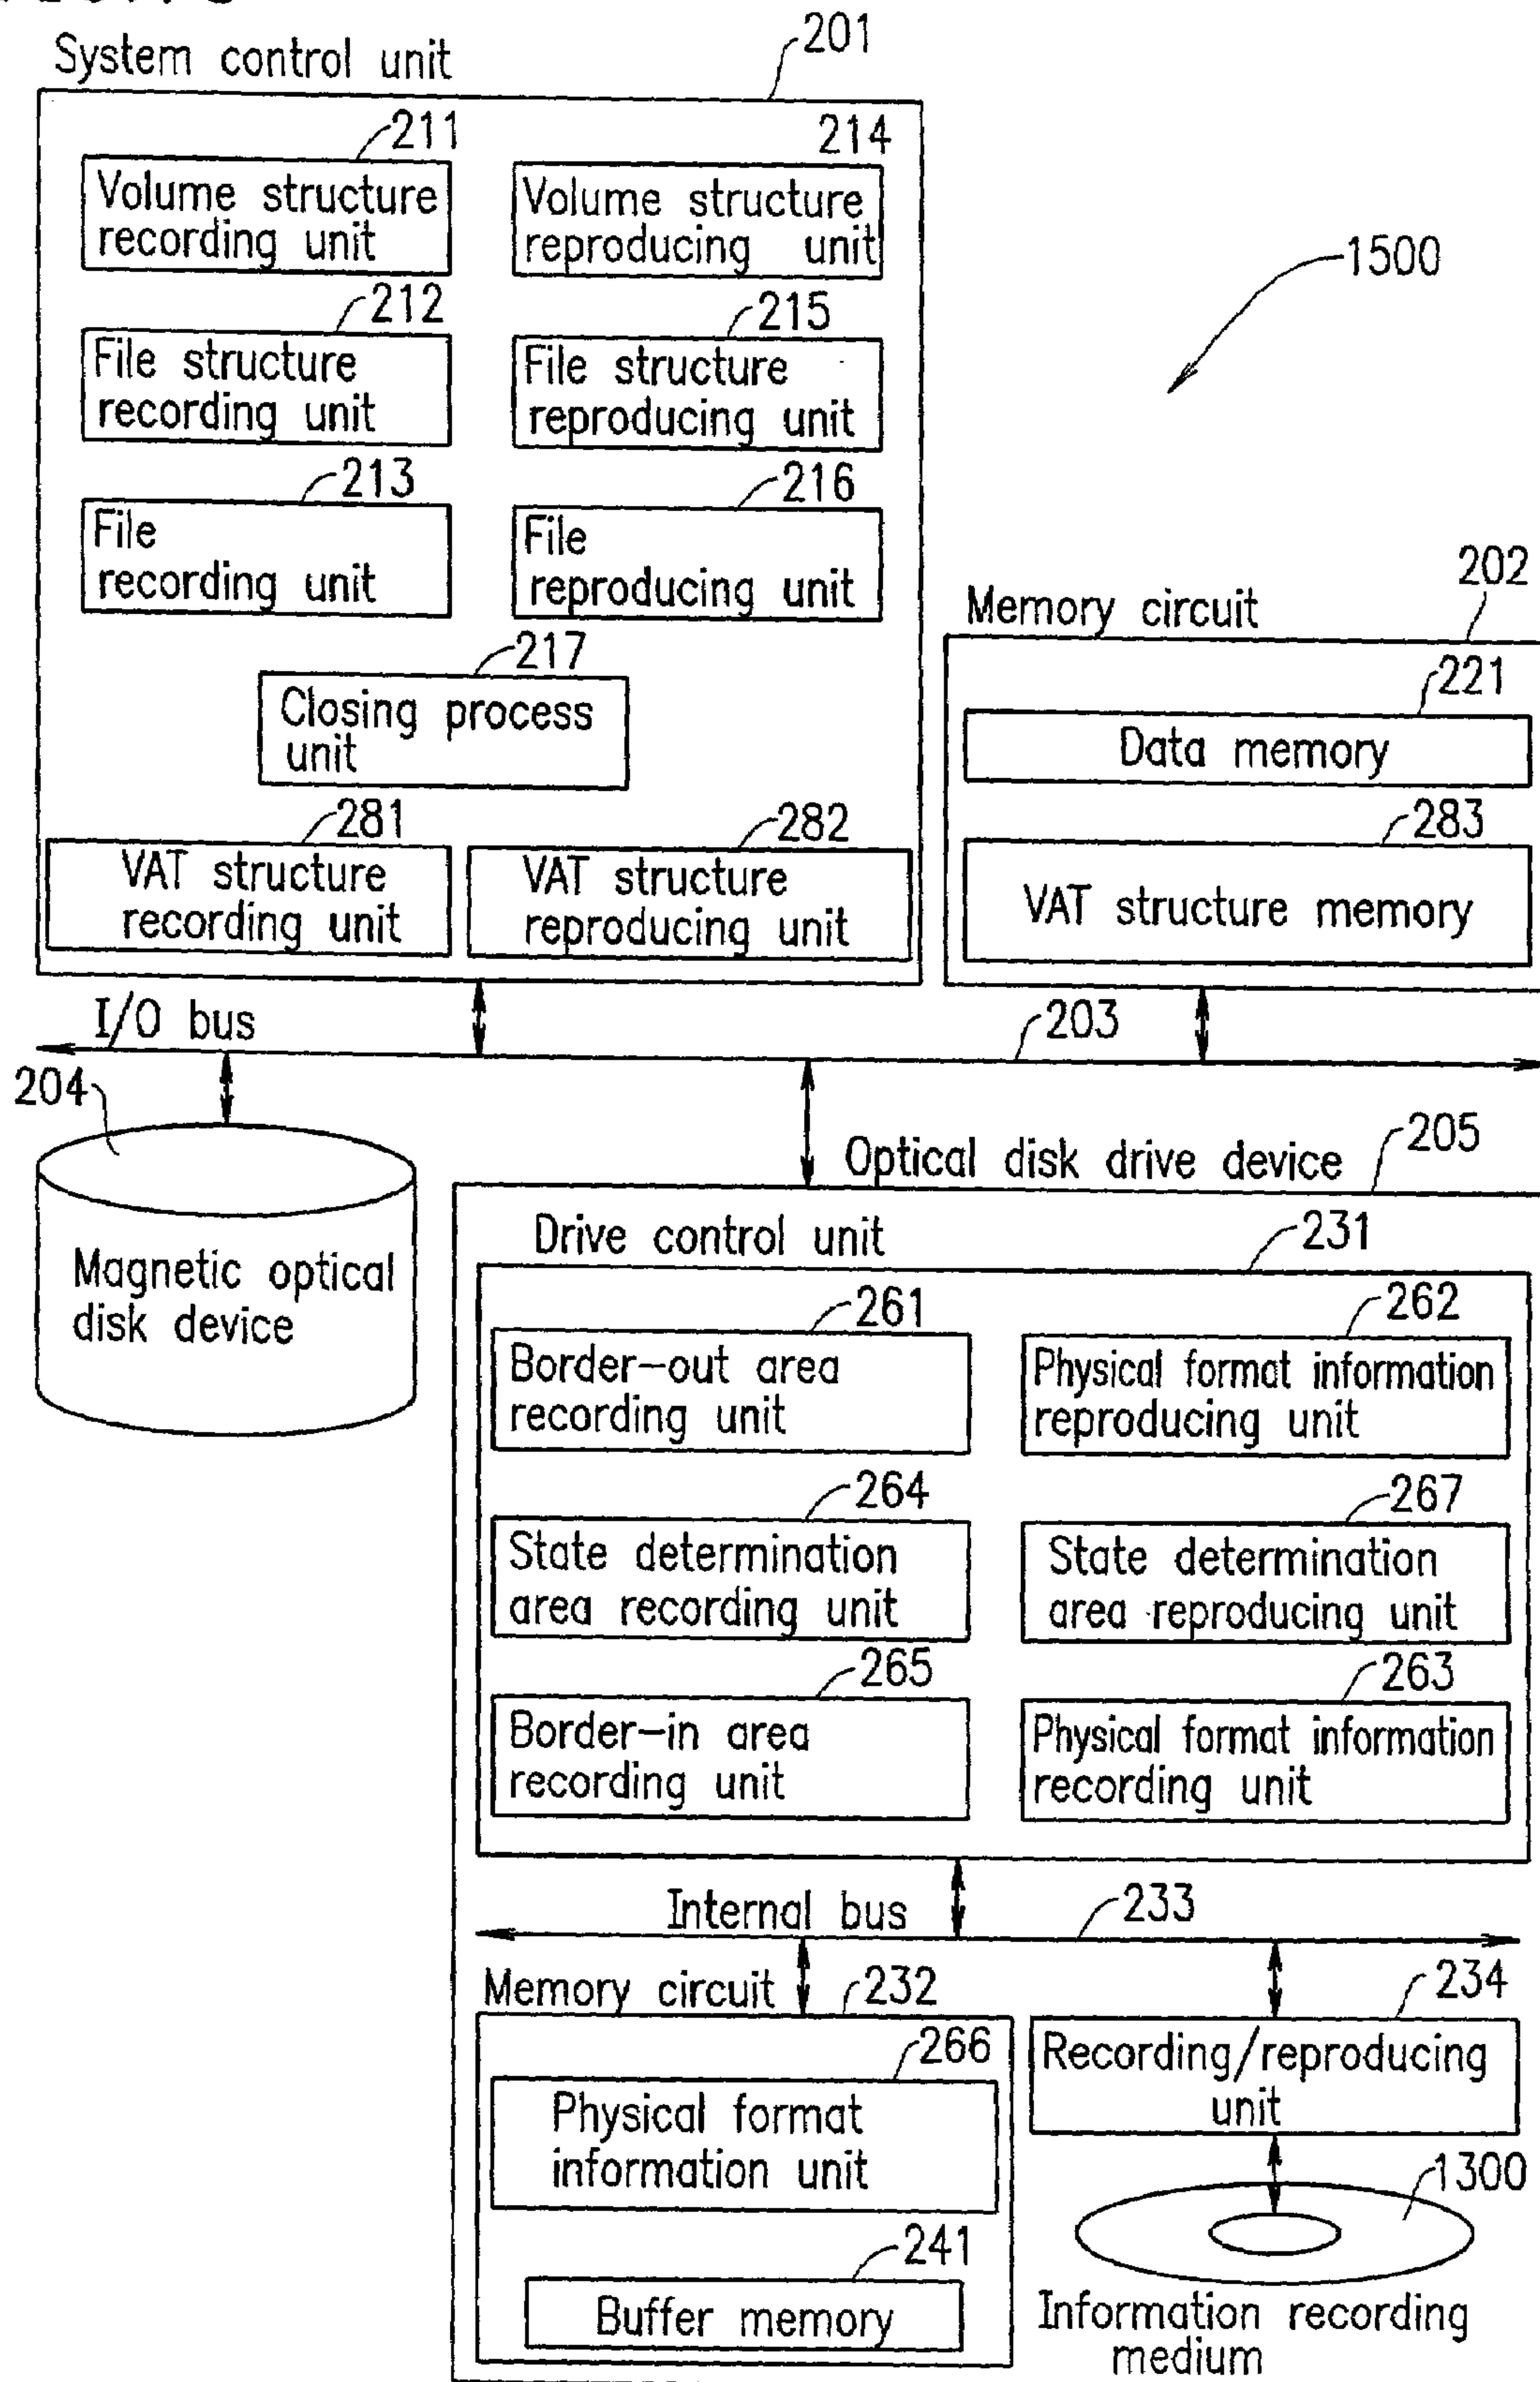 System control unit
201
211
214
Volume structure
recording unit
Volume structure
reproducing unit
1500
212
215
File structure
recording unit
File structure
reproducing unit
213
216
File
recording unit
File
reproducing unit
202
Memory circuit
217
Closing process
unit
221
Data memory
281
282
283
VAT structure
recording unit
VAT structure
reproducing unit
VAT structure memory
I/O bus
203
204
Magnetic optical
disk device
Optical disk drive device
205
Drive control unit
231
261
262
Border-out area
recording unit
Physical format information
reproducing unit
264
267
State determination
area recording unit
State determination
area reproducing unit
265
263
Border-in area
recording unit
Physical format information
recording unit
Internal bus
233
Memory circuit
232
234
266
Recording/reproducing
unit
Physical format
information unit
1300
241
Buffer memory
Information recording
medium